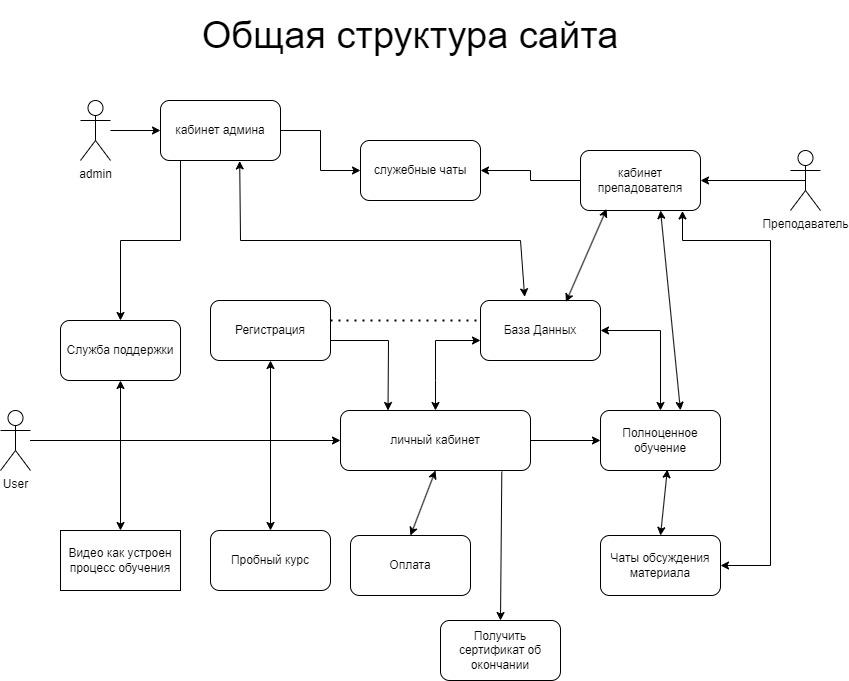 Общая структура сайта
admin
кабинет админа
служебные чаты
кабинет
препадователя
Преподаватель
Служба поддержки
Регистрация
База Данных
User
личный кабинет
Полноценное
обучение
Видео как устроен
процесс обучения
Пробный курс
Оплата
Чаты обсуждения
материала
Получить
сертификат об
окончании